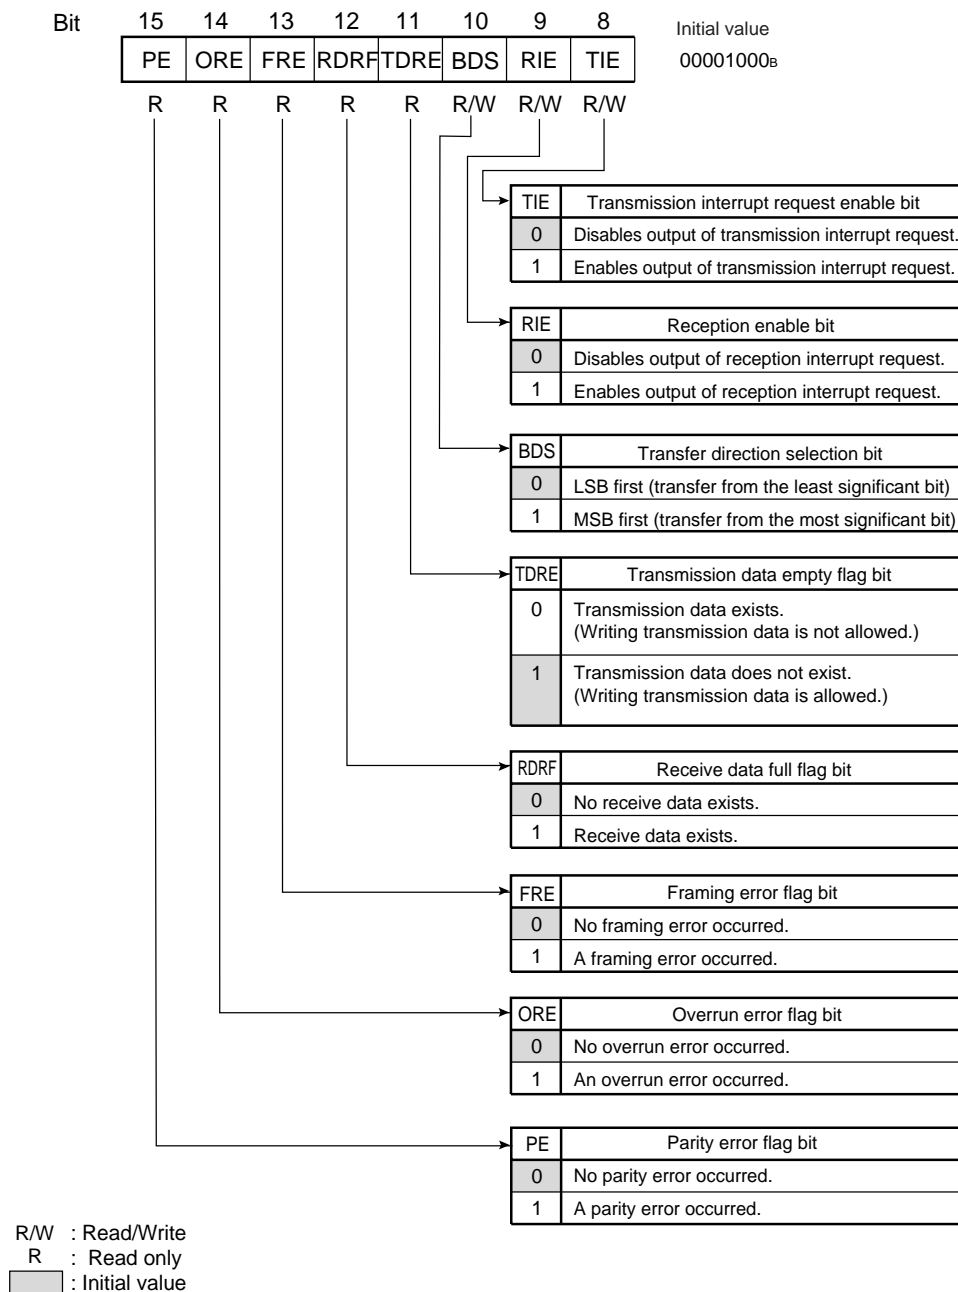 Bit 15 14 13 12 11 10 9 8 Initial value
PE ORE FRE RDRF TDRE BDS RIE TIE 00001000B
R R R R R R/W R/W R/W
TIE Transmission interrupt request enable bit
0 Disables output of transmission interrupt request.
1 Enables output of transmission interrupt request.
RIE Reception enable bit
0 Disables output of reception interrupt request.
1 Enables output of reception interrupt request.
BDS Transfer direction selection bit
0 LSB first (transfer from the least significant bit)
1 MSB first (transfer from the most significant bit)
TDRE Transmission data empty flag bit
0 Transmission data exists.
(Writing transmission data is not allowed.)
1 Transmission data does not exist.
(Writing transmission data is allowed.)
RDRF Receive data full flag bit
0 No receive data exists.
1 Receive data exists.
FRE Framing error flag bit
0 No framing error occurred.
1 A framing error occurred.
ORE Overrun error flag bit
0 No overrun error occurred.
1 An overrun error occurred.
PE Parity error flag bit
0 No parity error occurred.
1 A parity error occurred.
R/W : Read/Write
R : Read only
: Initial value